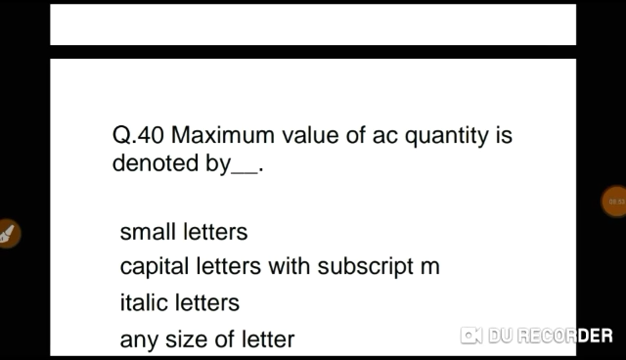 Q.40 Maximum value of ac quantity is
denoted by__.
small letters
capital letters with subscript m
italic letters
any size of letter
DU RECORDER